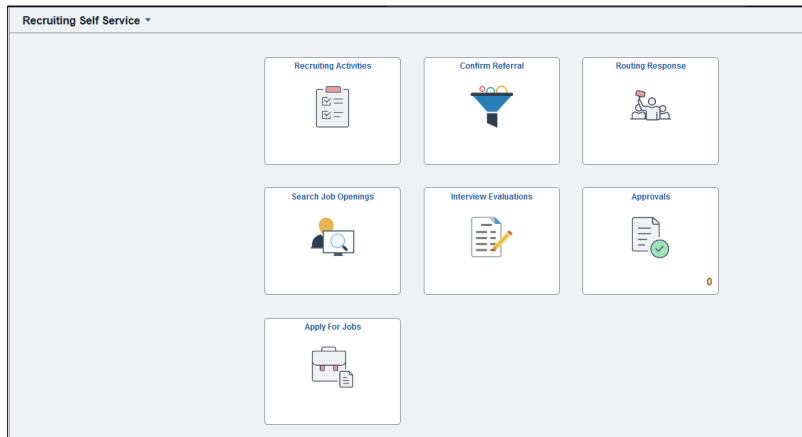 Recruiting Self Service
Recruiting Activities
Confirm Referral
Routing Response
Search Job Openings
Interview Evaluations
Approvals
0
Apply For Jobs